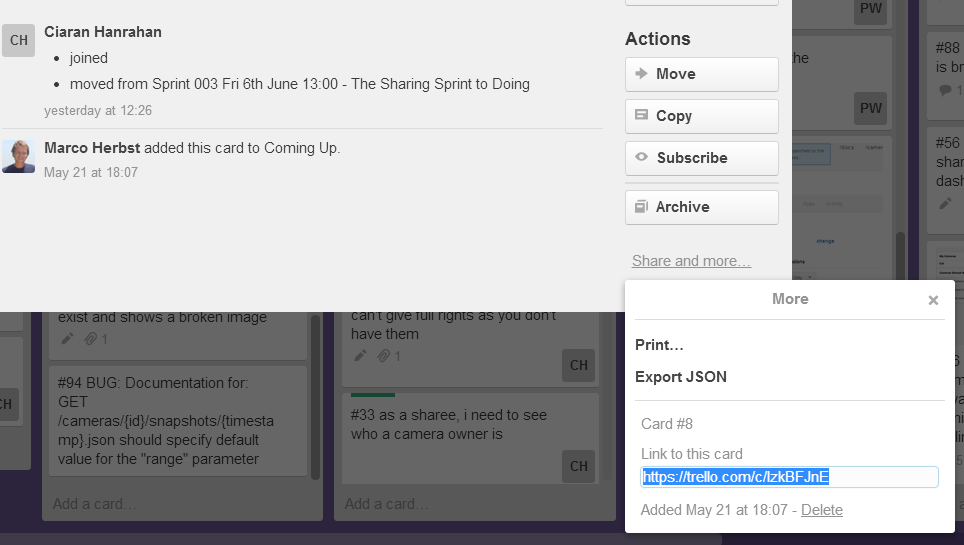 CH
Ciaran Hanrahan
joined
moved from Sprint 003 Fri 6th June 13:00 - The Sharing Sprint to Doing
yesterday at 12:26
Marco Herbst added this card to Coming Up.
May 21 at 18:07
Actions
Move
Copy
Subscribe
Archive
Share and more…
More
Print…
Export JSON
Card #8
Link to this card
https://trello.com/c/IzkBFJnE
Added May 21 at 18:07 - Delete
exist and shows a broken image
1
#94 BUG: Documentation for:
GET
/cameras/{id}/snapshots/{timesta
mp}.json should specify default
value for the "range" parameter
Add a card…
can't give full rights as you don't
have them
1
CH
#33 as a sharee, i need to see
who a camera owner is
CH
Add a card…
CH
PW
the
PW
change
#88
is br
1
#56
shar
dash